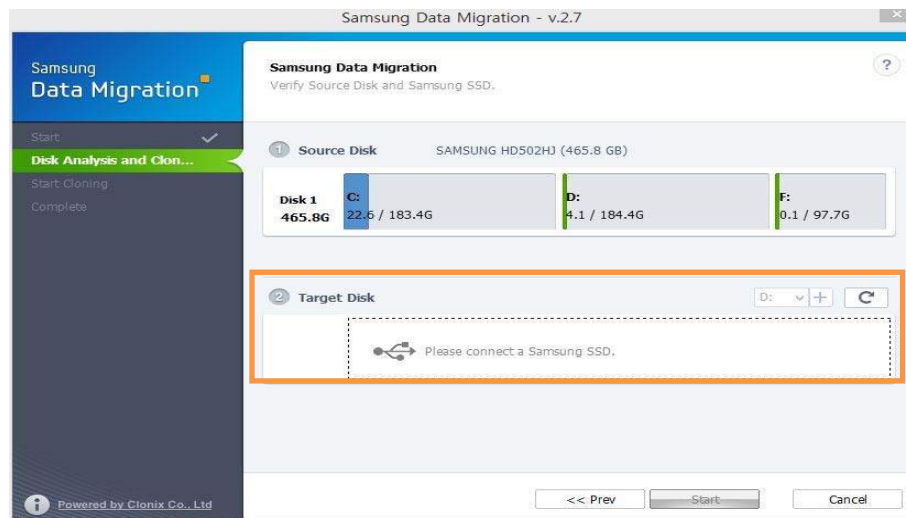 Samsung Data Migration - v.2.7
Samsung
Data Migration
Samsung Data Migration
Verify Source Disk and Samsung SSD.
?
Start
Disk Analysis and Clon...
Start Cloning
Complete
1 Source Disk SAMSUNG HD502HJ (465.8 GB)
Disk 1
465.8G
C:
22.6 / 183.4G
D:
4.1 / 184.4G
F:
0.1 / 97.7G
2 Target Disk
D:
Please connect a Samsung SSD.
Powered by Clonix Co., Ltd
<< Prev
Start
Cancel